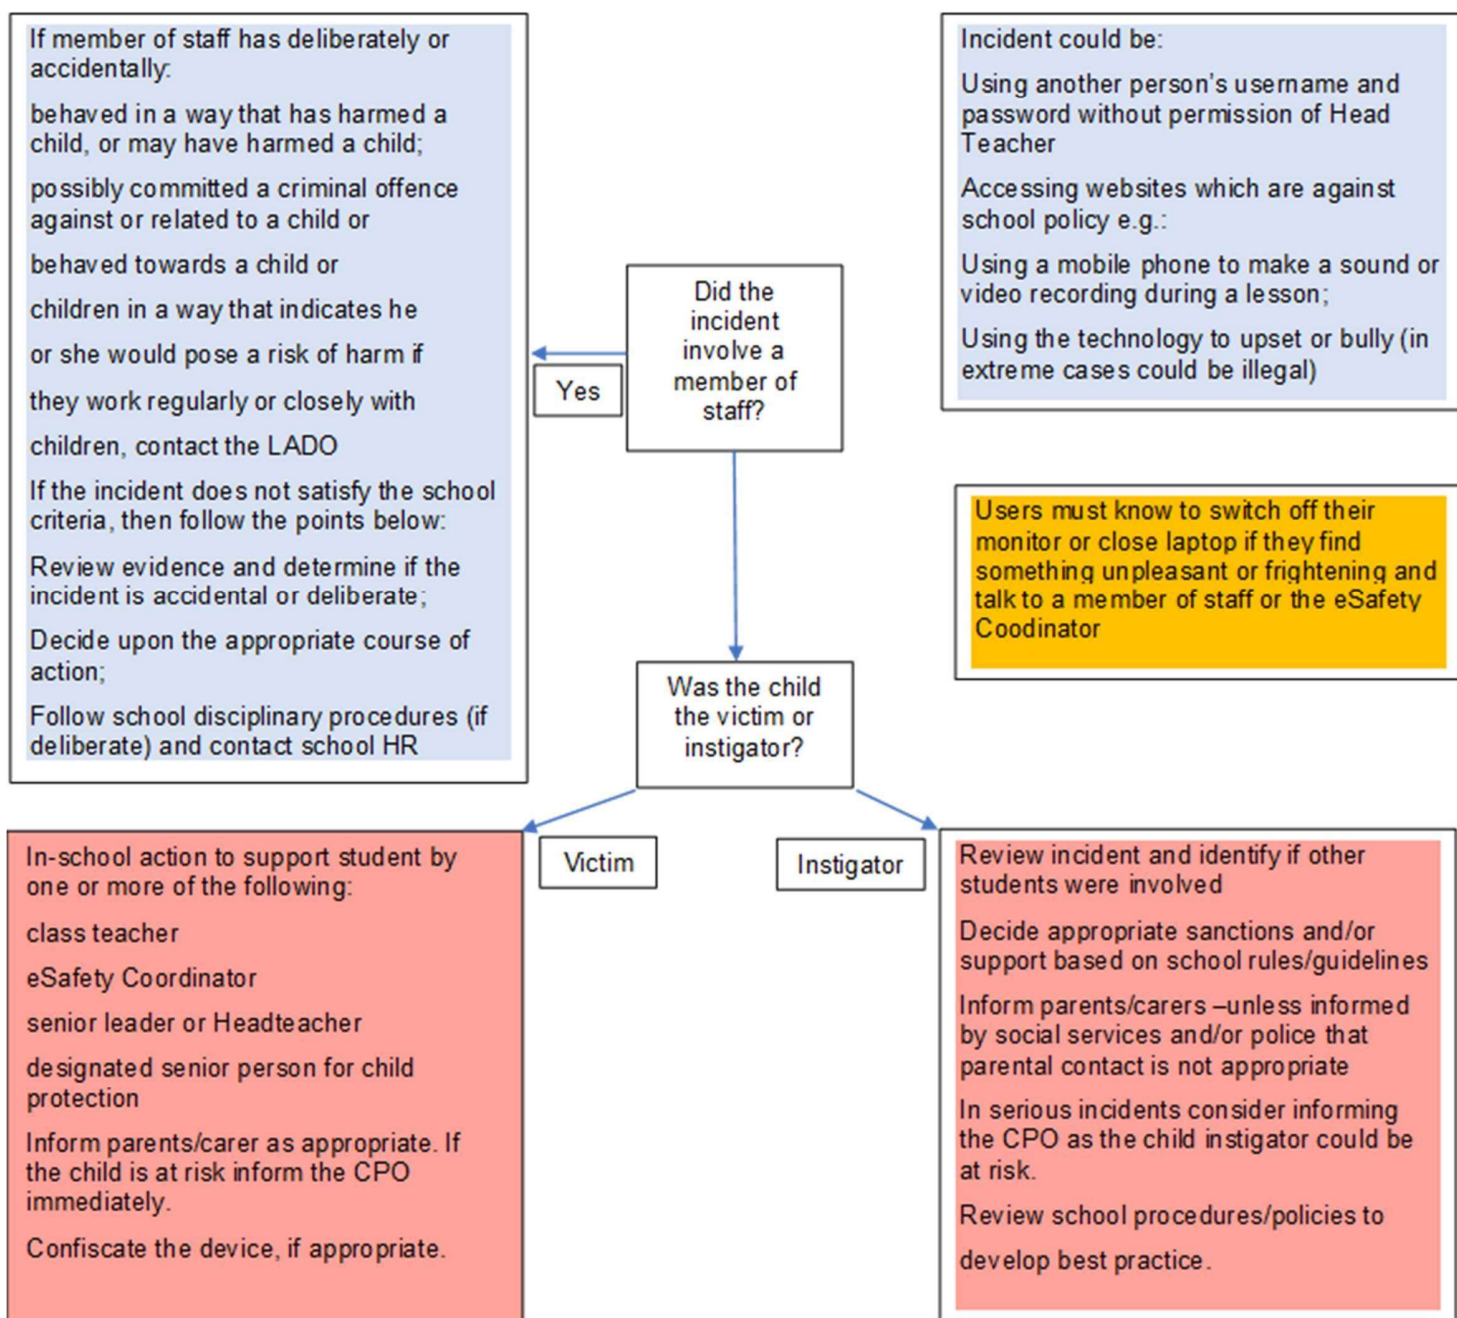 If member of staff has deliberately or
accidentally:
behaved in a way that has harmed a
child, or may have harmed a child;
possibly committed a criminal offence
against or related to a child or
behaved towards a child or
children in a way that indicates he
or she would pose a risk of harm if
they work regularly or closely with
children, contact the LADO
If the incident does not satisfy the school
criteria, then follow the points below:
Review evidence and determine if the
incident is accidental or deliberate;
Decide upon the appropriate course of
action;
Follow school disciplinary procedures (if
deliberate) and contact school HR
Did the
incident
involve a
member of
staff?
Yes
Incident could be:
Using another person's username and
password without permission of Head
Teacher
Accessing websites which are against
school policy e.g.:
Using a mobile phone to make a sound or
video recording during a lesson;
Using the technology to upset or bully (in
extreme cases could be illegal)
Users must know to switch off their
monitor or close laptop if they find
something unpleasant or frightening and
talk to a member of staff or the eSafety
Coodinator
Was the child
the victim or
instigator?
Victim
Instigator
In-school action to support student by
one or more of the following:
class teacher
eSafety Coordinator
senior leader or Headteacher
designated senior person for child
protection
Inform parents/carer as appropriate. If
the child is at risk inform the CPO
immediately.
Confiscate the device, if appropriate.
Review incident and identify if other
students were involved
Decide appropriate sanctions and/or
support based on school rules/guidelines
Inform parents/carers –unless informed
by social services and/or police that
parental contact is not appropriate
In serious incidents consider informing
the CPO as the child instigator could be
at risk.
Review school procedures/policies to
develop best practice.